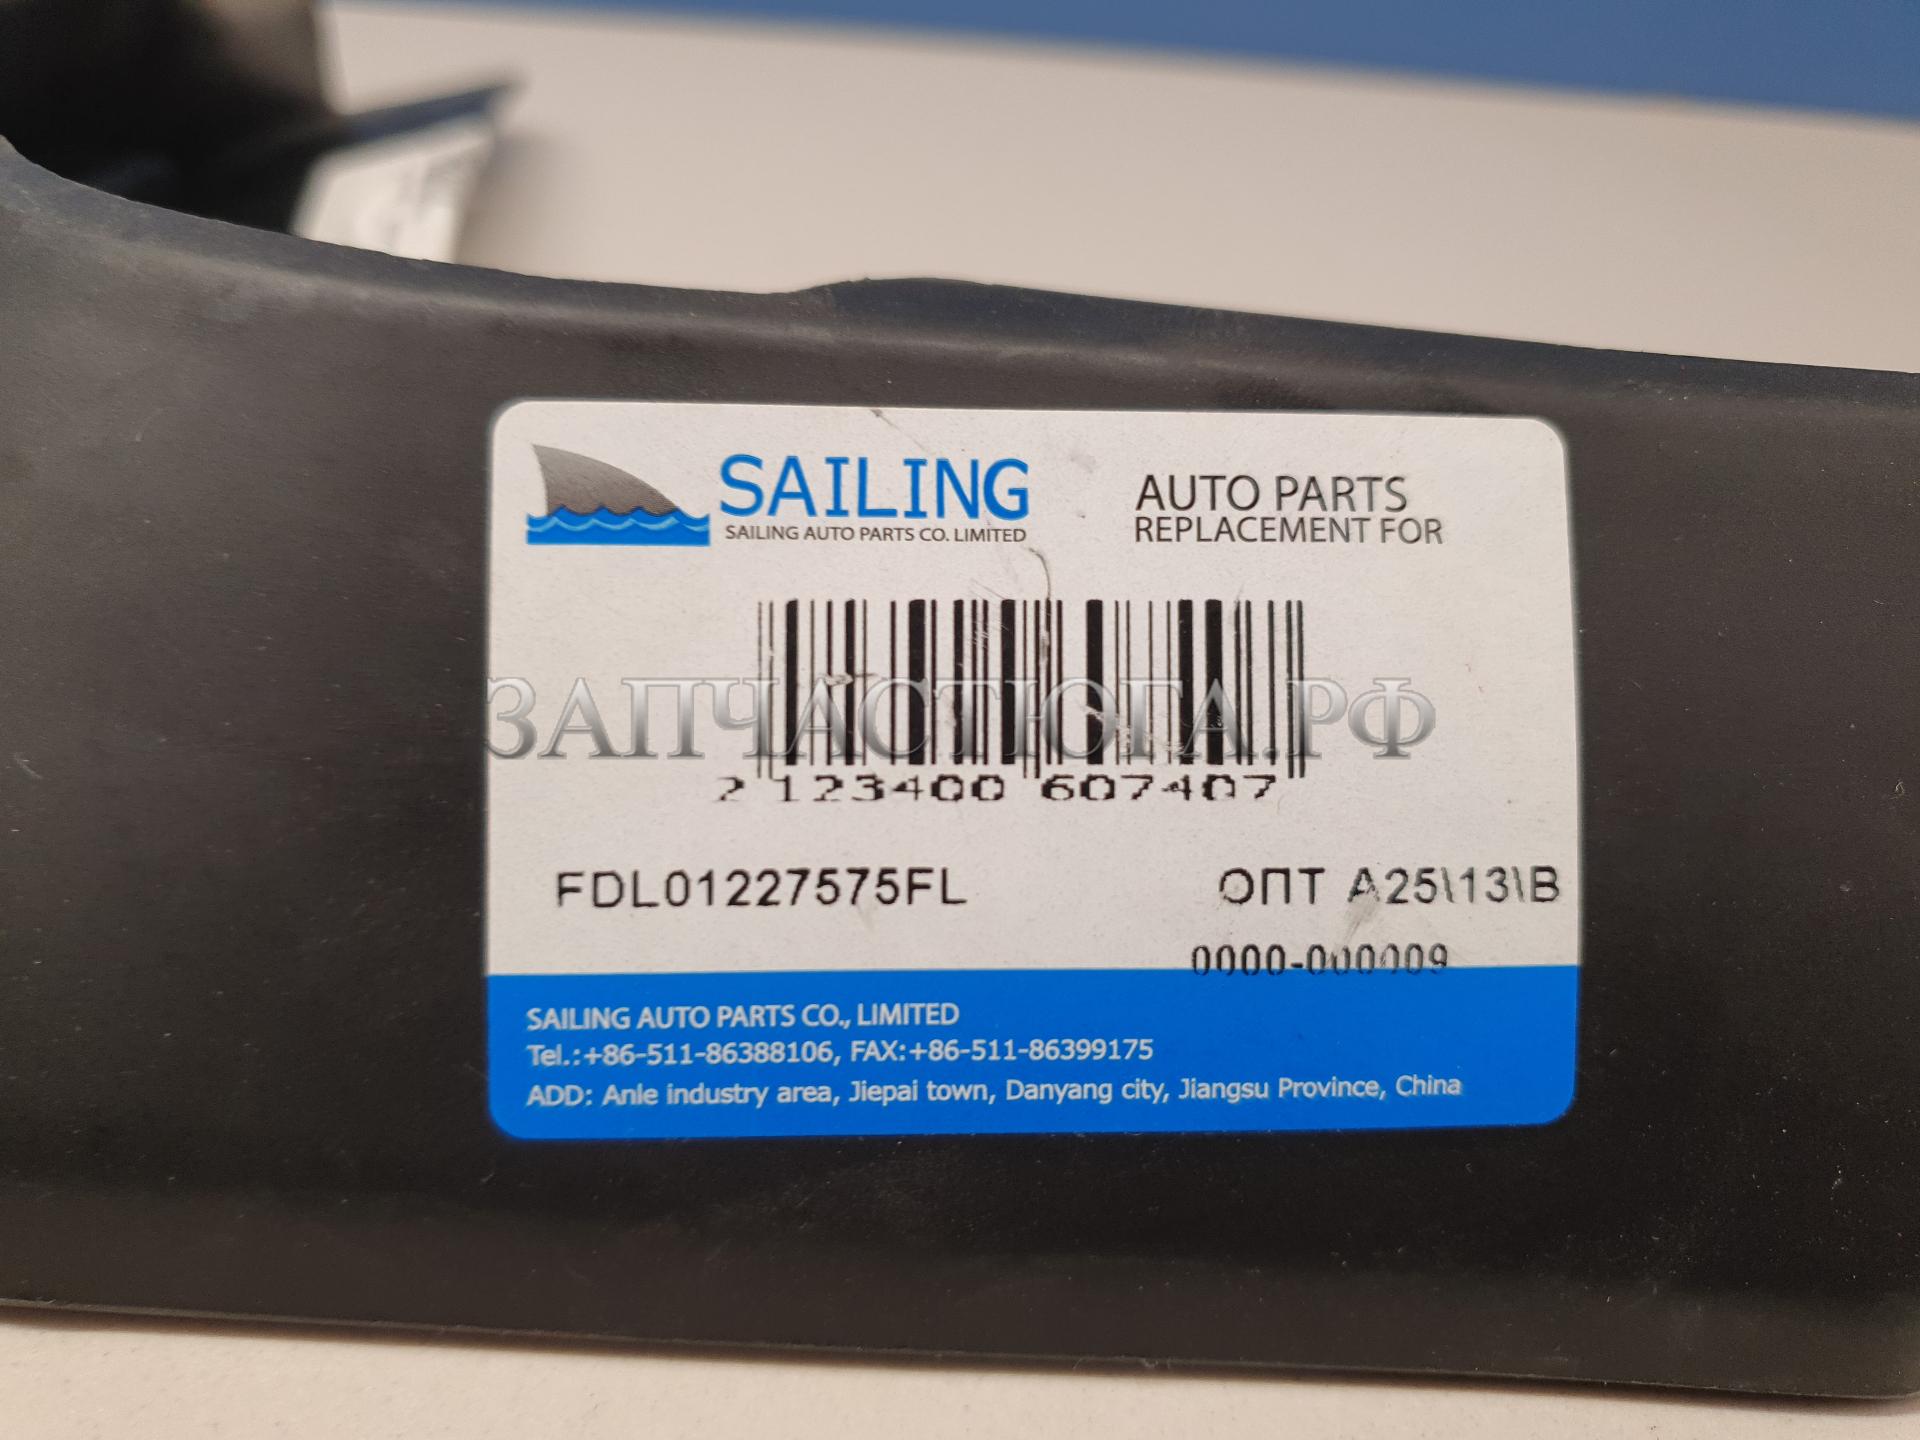 SAILING
SAILING AUTO PARTS CO. LIMITED
AUTO PARTS
REPLACEMENT FOR
ЗАПЧАСТЮГА.РФ
2 123400 607407
FDL01227575FL
ОПТ A25\13\B
0000-000009
SAILING AUTO PARTS CO., LIMITED
Tel.:+86-511-86388106, FAX:+86-511-86399175
ADD: Anle industry area, Jiepai town, Danyang city, Jiangsu Province, China